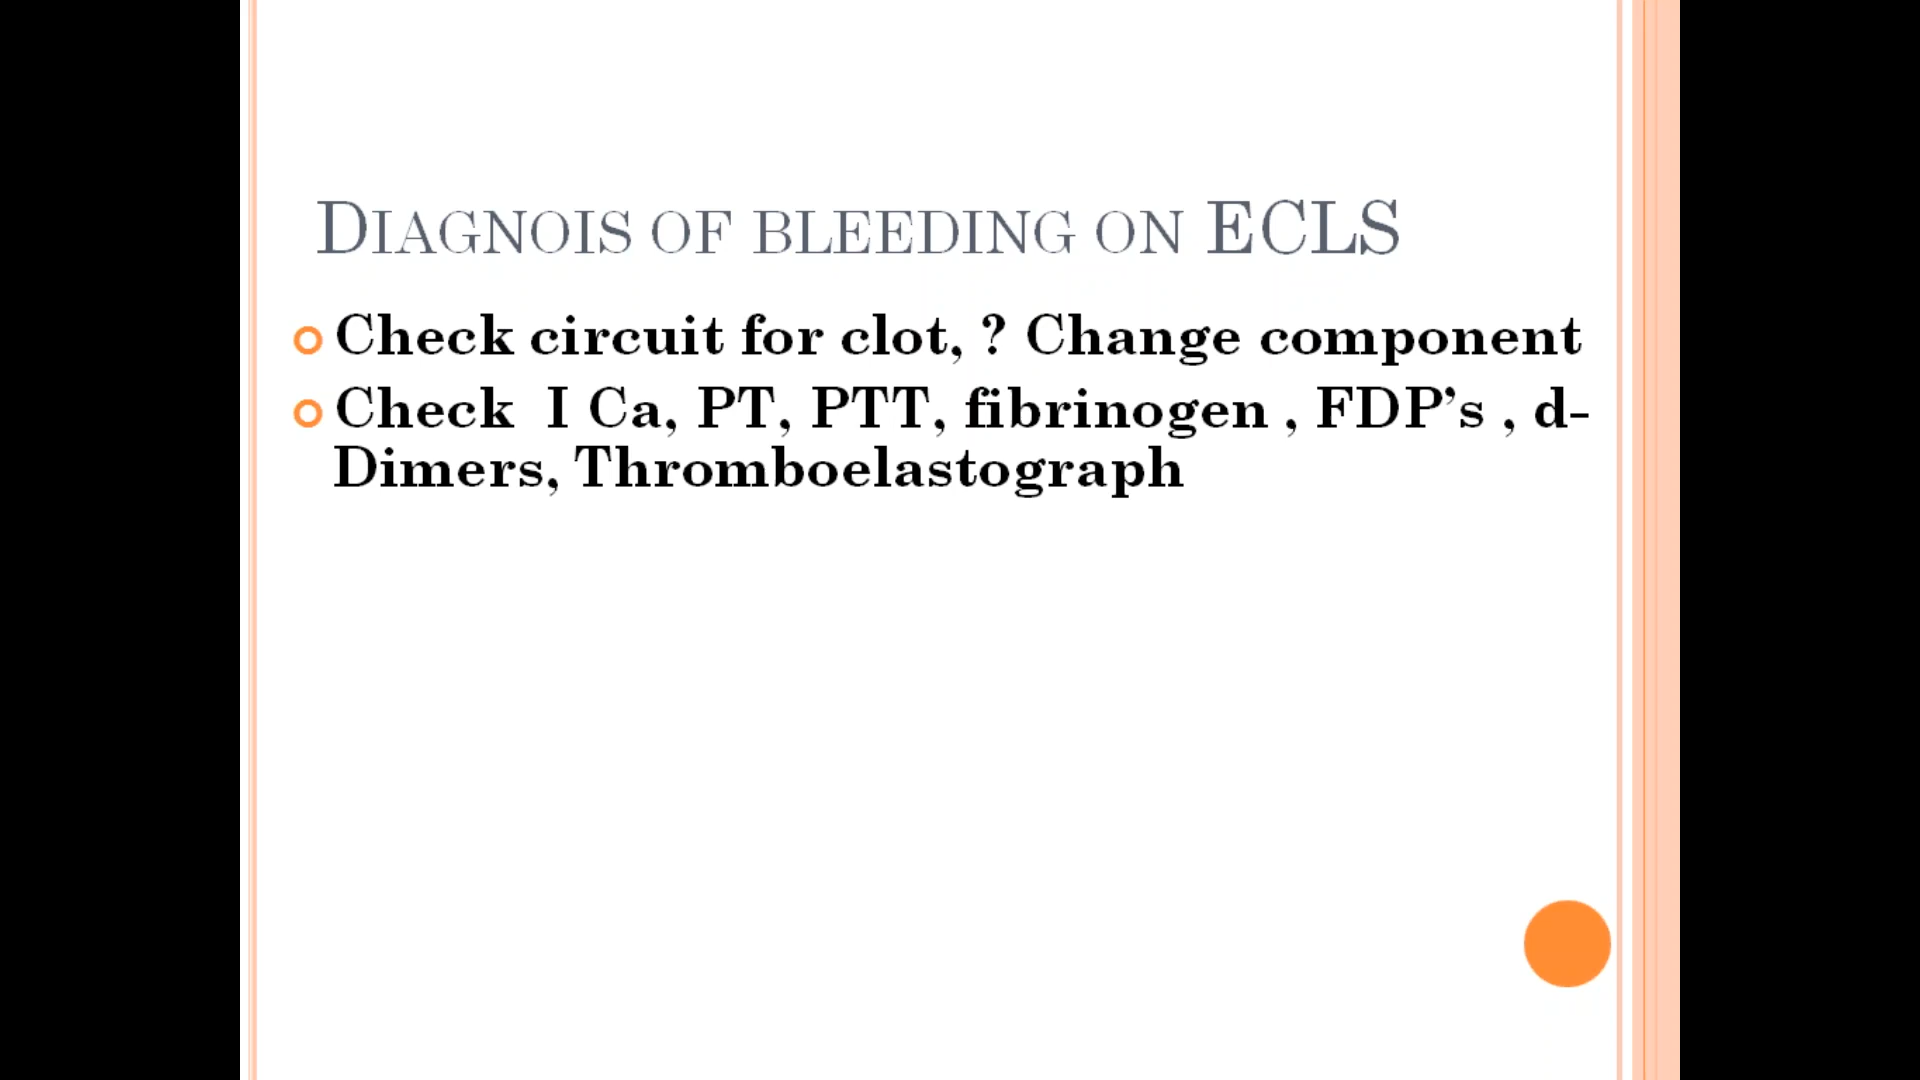 DIAGNOIS OF BLEEDING ON ECLS
Check circuit for clot, ? Change component
Check I Ca, PT, PTT, fibrinogen , FDP’s , d-
Dimers, Thromboelastograph